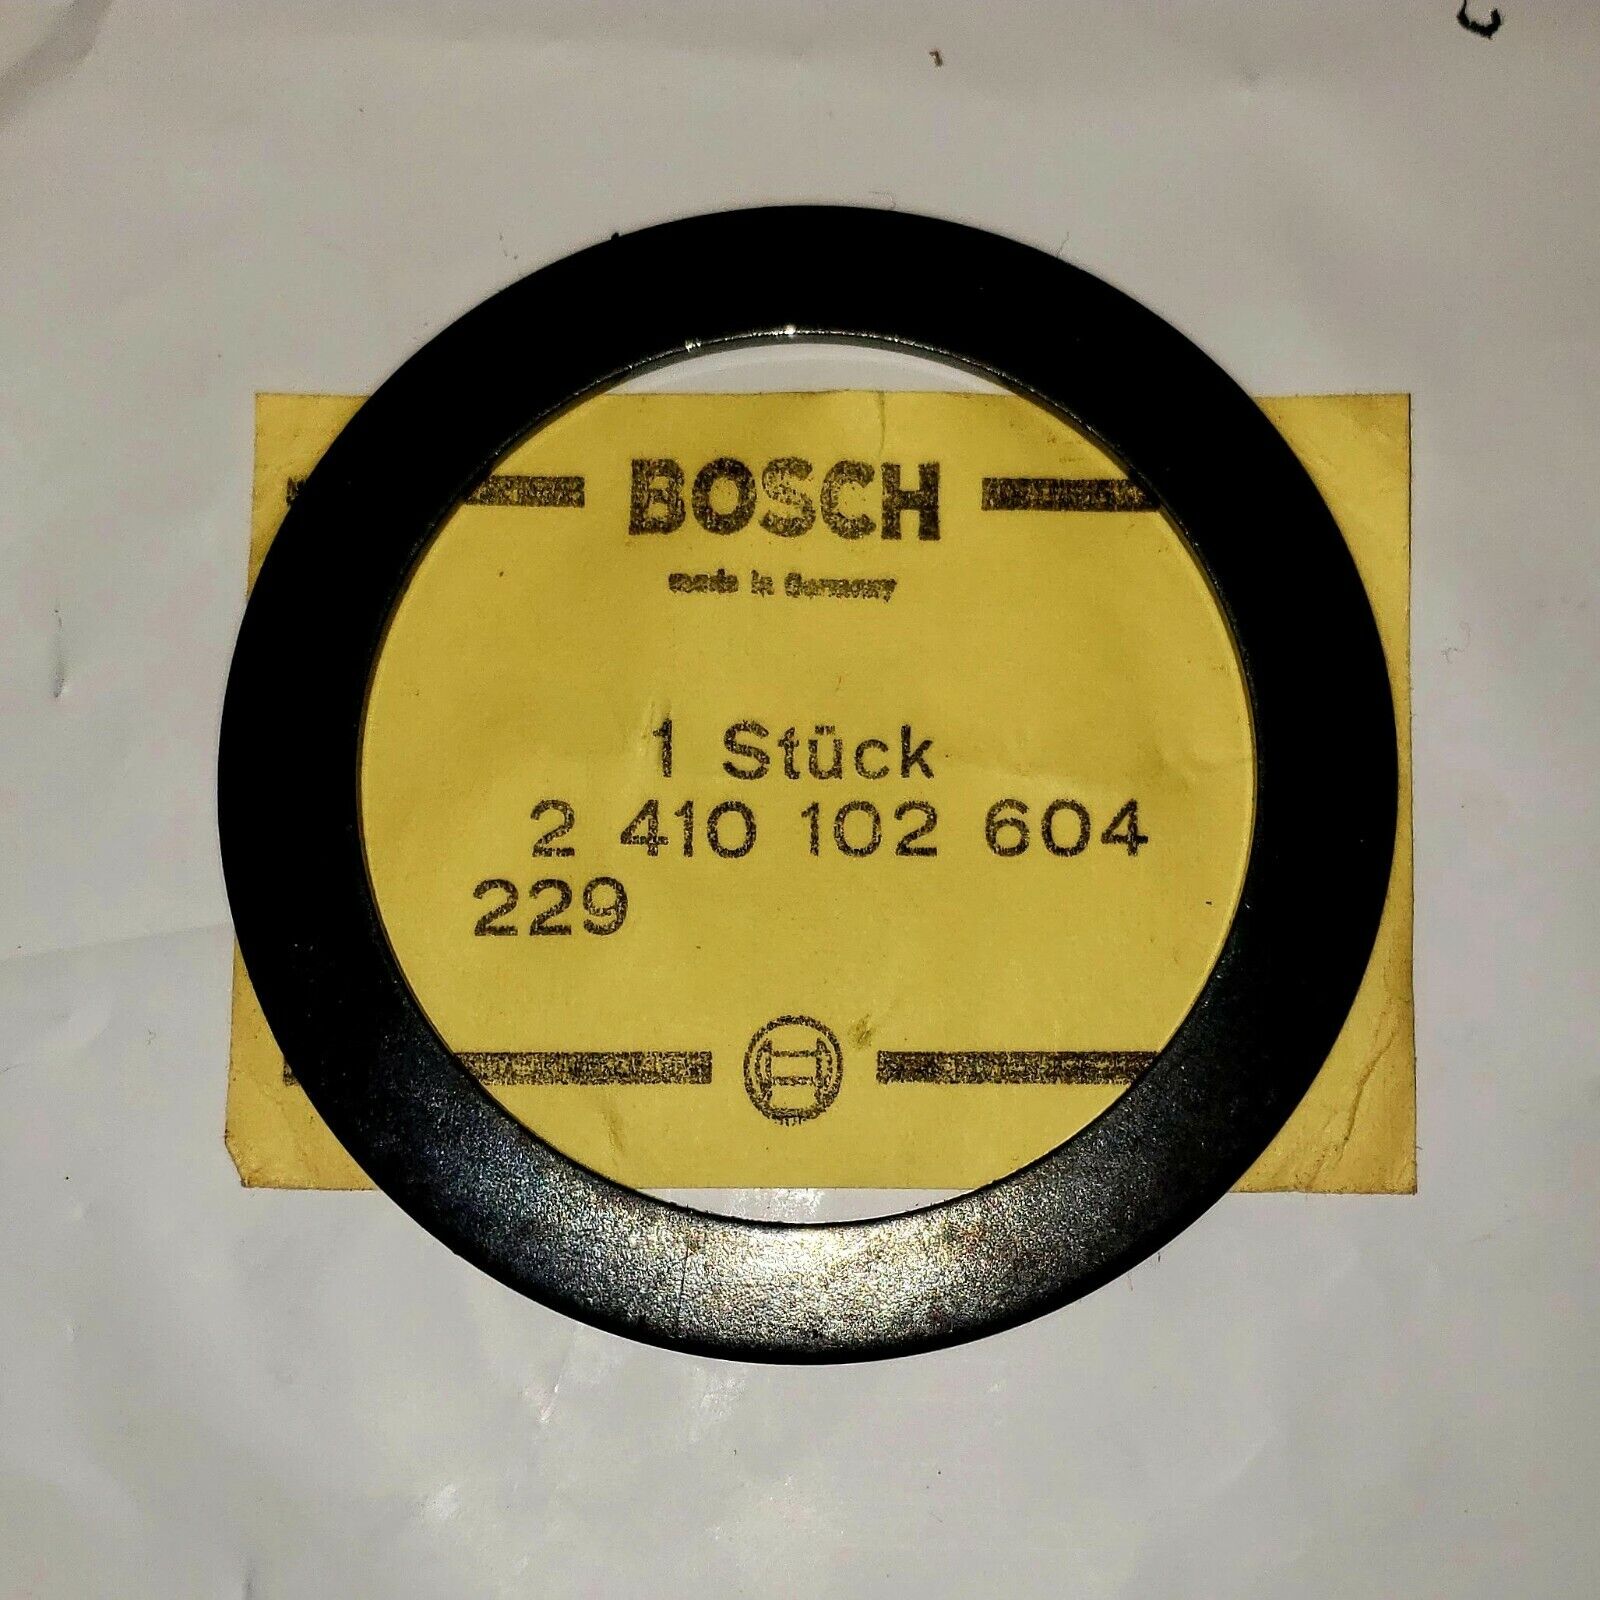 BOSCH
made in Germany
1 Stück
2 410 102 604
229